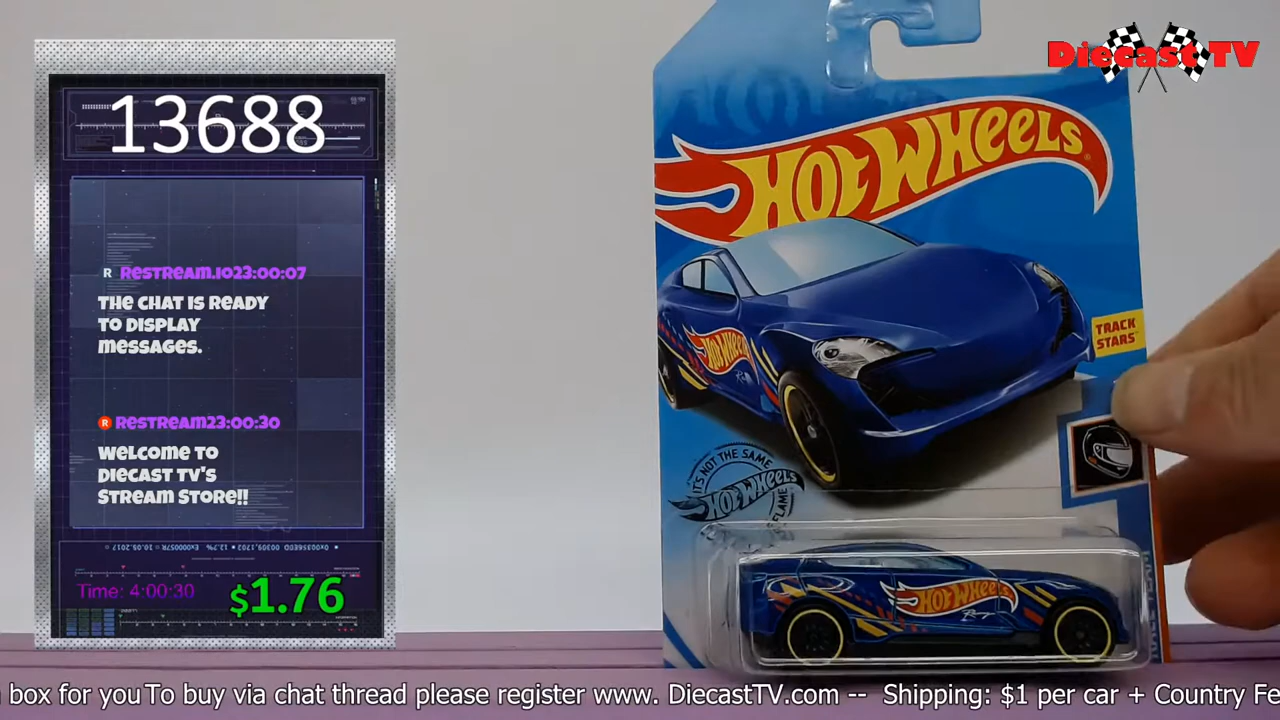 Diecast TV
13688
R Restream.io23:00:07
The chat is ready
to display
messages.
R Restream23:00:30
Welcome to
Diecast TV's
Stream Store!!
Time: 4:00:30
$1.76
HOT WHEELS
HOT WHEELS
TRACK
STARS
IT'S NOT THE SAME
HOT WHEELS
FLAME
HOT WHEELS
box for you To buy via chat thread please register www. DiecastTV.com -- Shipping: $1 per car + Country Fe